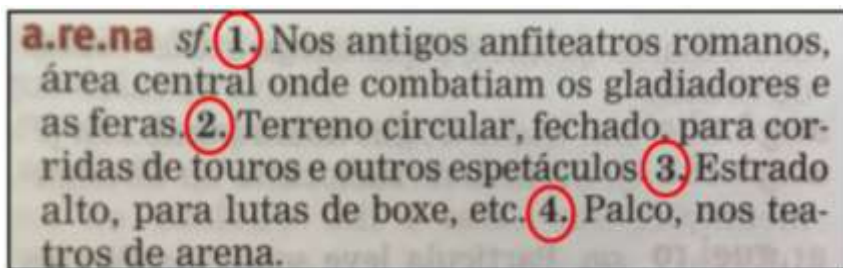 a.re.na sf. 1. Nos antigos anfiteatros romanos,
área central onde combatiam os gladiadores e
as feras. 2. Terreno circular, fechado, para cor-
ridas de touros e outros espetáculos 3. Estrado
alto, para lutas de boxe, etc. 4. Palco, nos tea-
tros de arena.